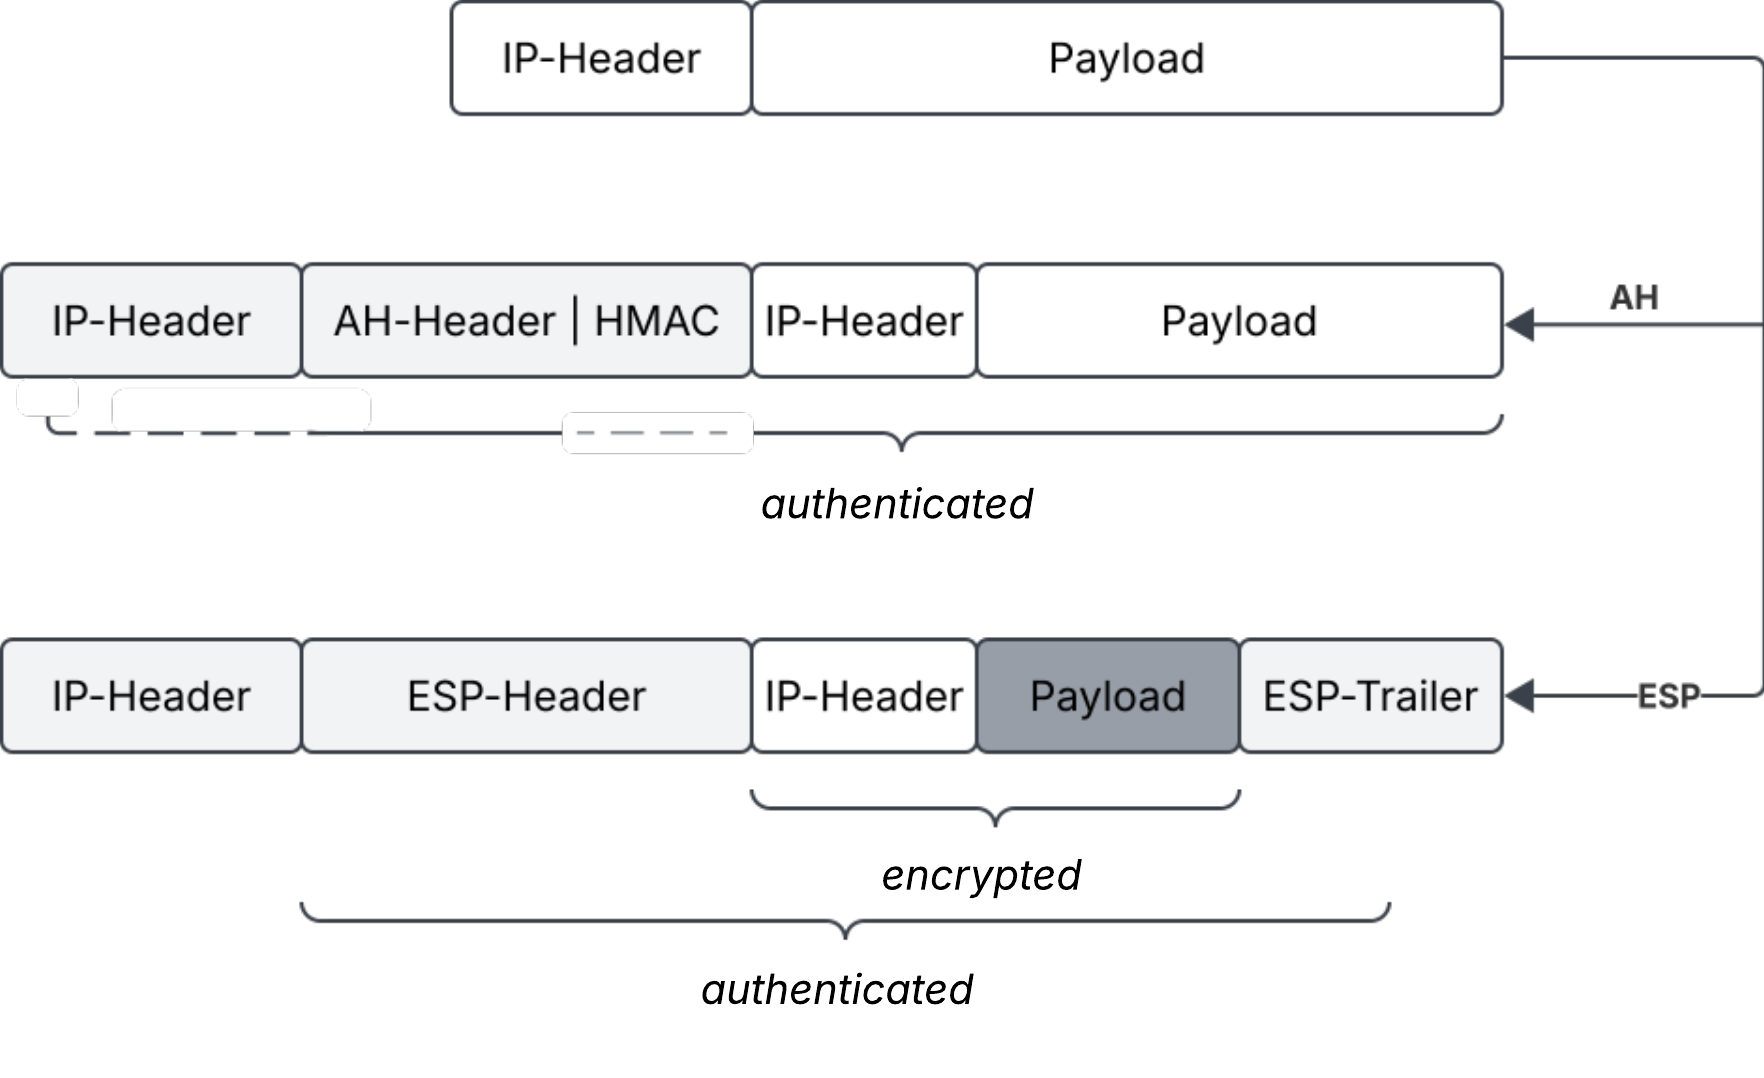 IP-Header Payload
AH
IP-Header AH-Header | HMAC IP-Header Payload
authenticated
IP-Header ESP-Header IP-Header Payload ESP-Trailer ESP
encrypted
authenticated